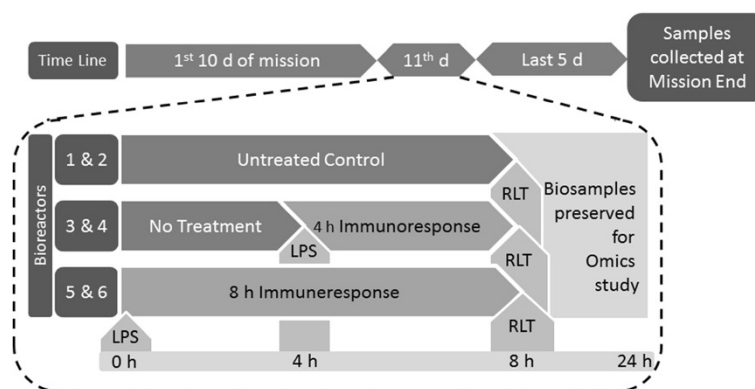 Time Line
1st 10 d of mission
11th d
Last 5 d
Samples
collected at
Mission End
Bioreactors
1 & 2
Untreated Control
RLT
3 & 4
No Treatment
LPS
4 h Immunoresponse
RLT
5 & 6
LPS
8 h Immuneresponse
RLT
Biosamples
preserved
for
Omics
study
0 h
4 h
8 h
24 h